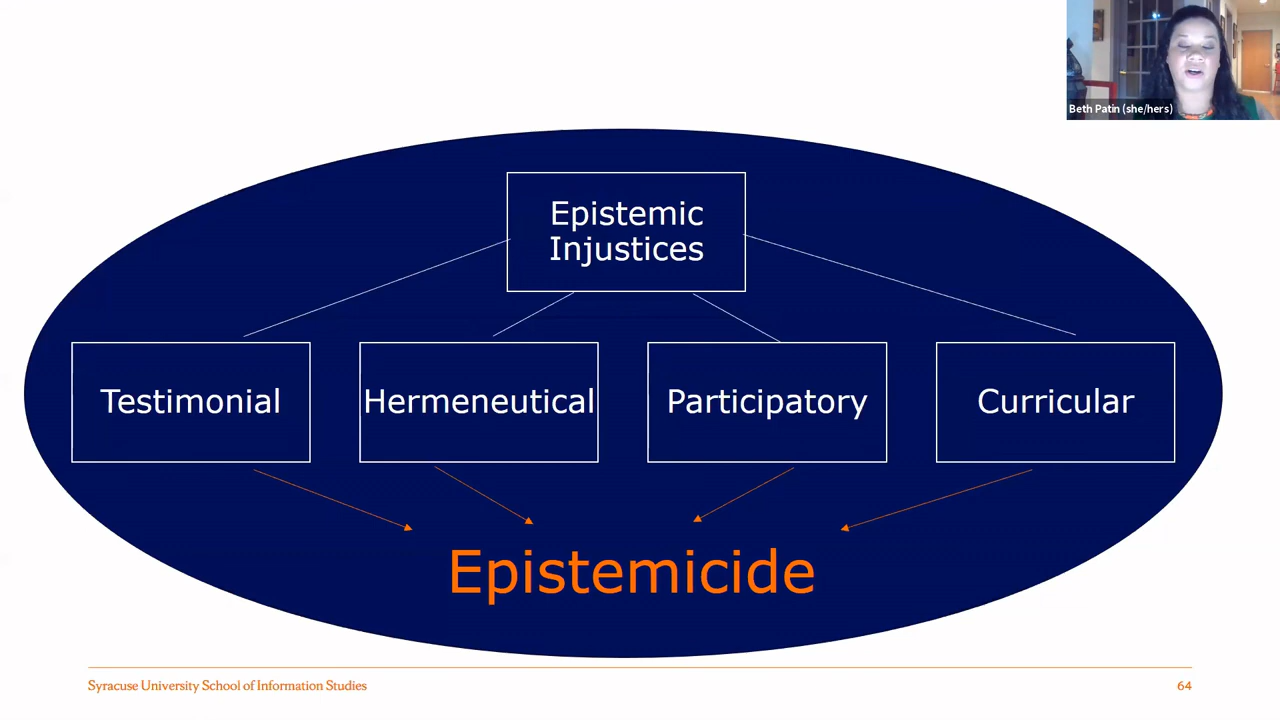 Beth Patin (she/hers)
Epistemic
Injustices
Testimonial
Hermeneutical
Participatory
Curricular
Epistemicide
Syracuse University School of Information Studies
64